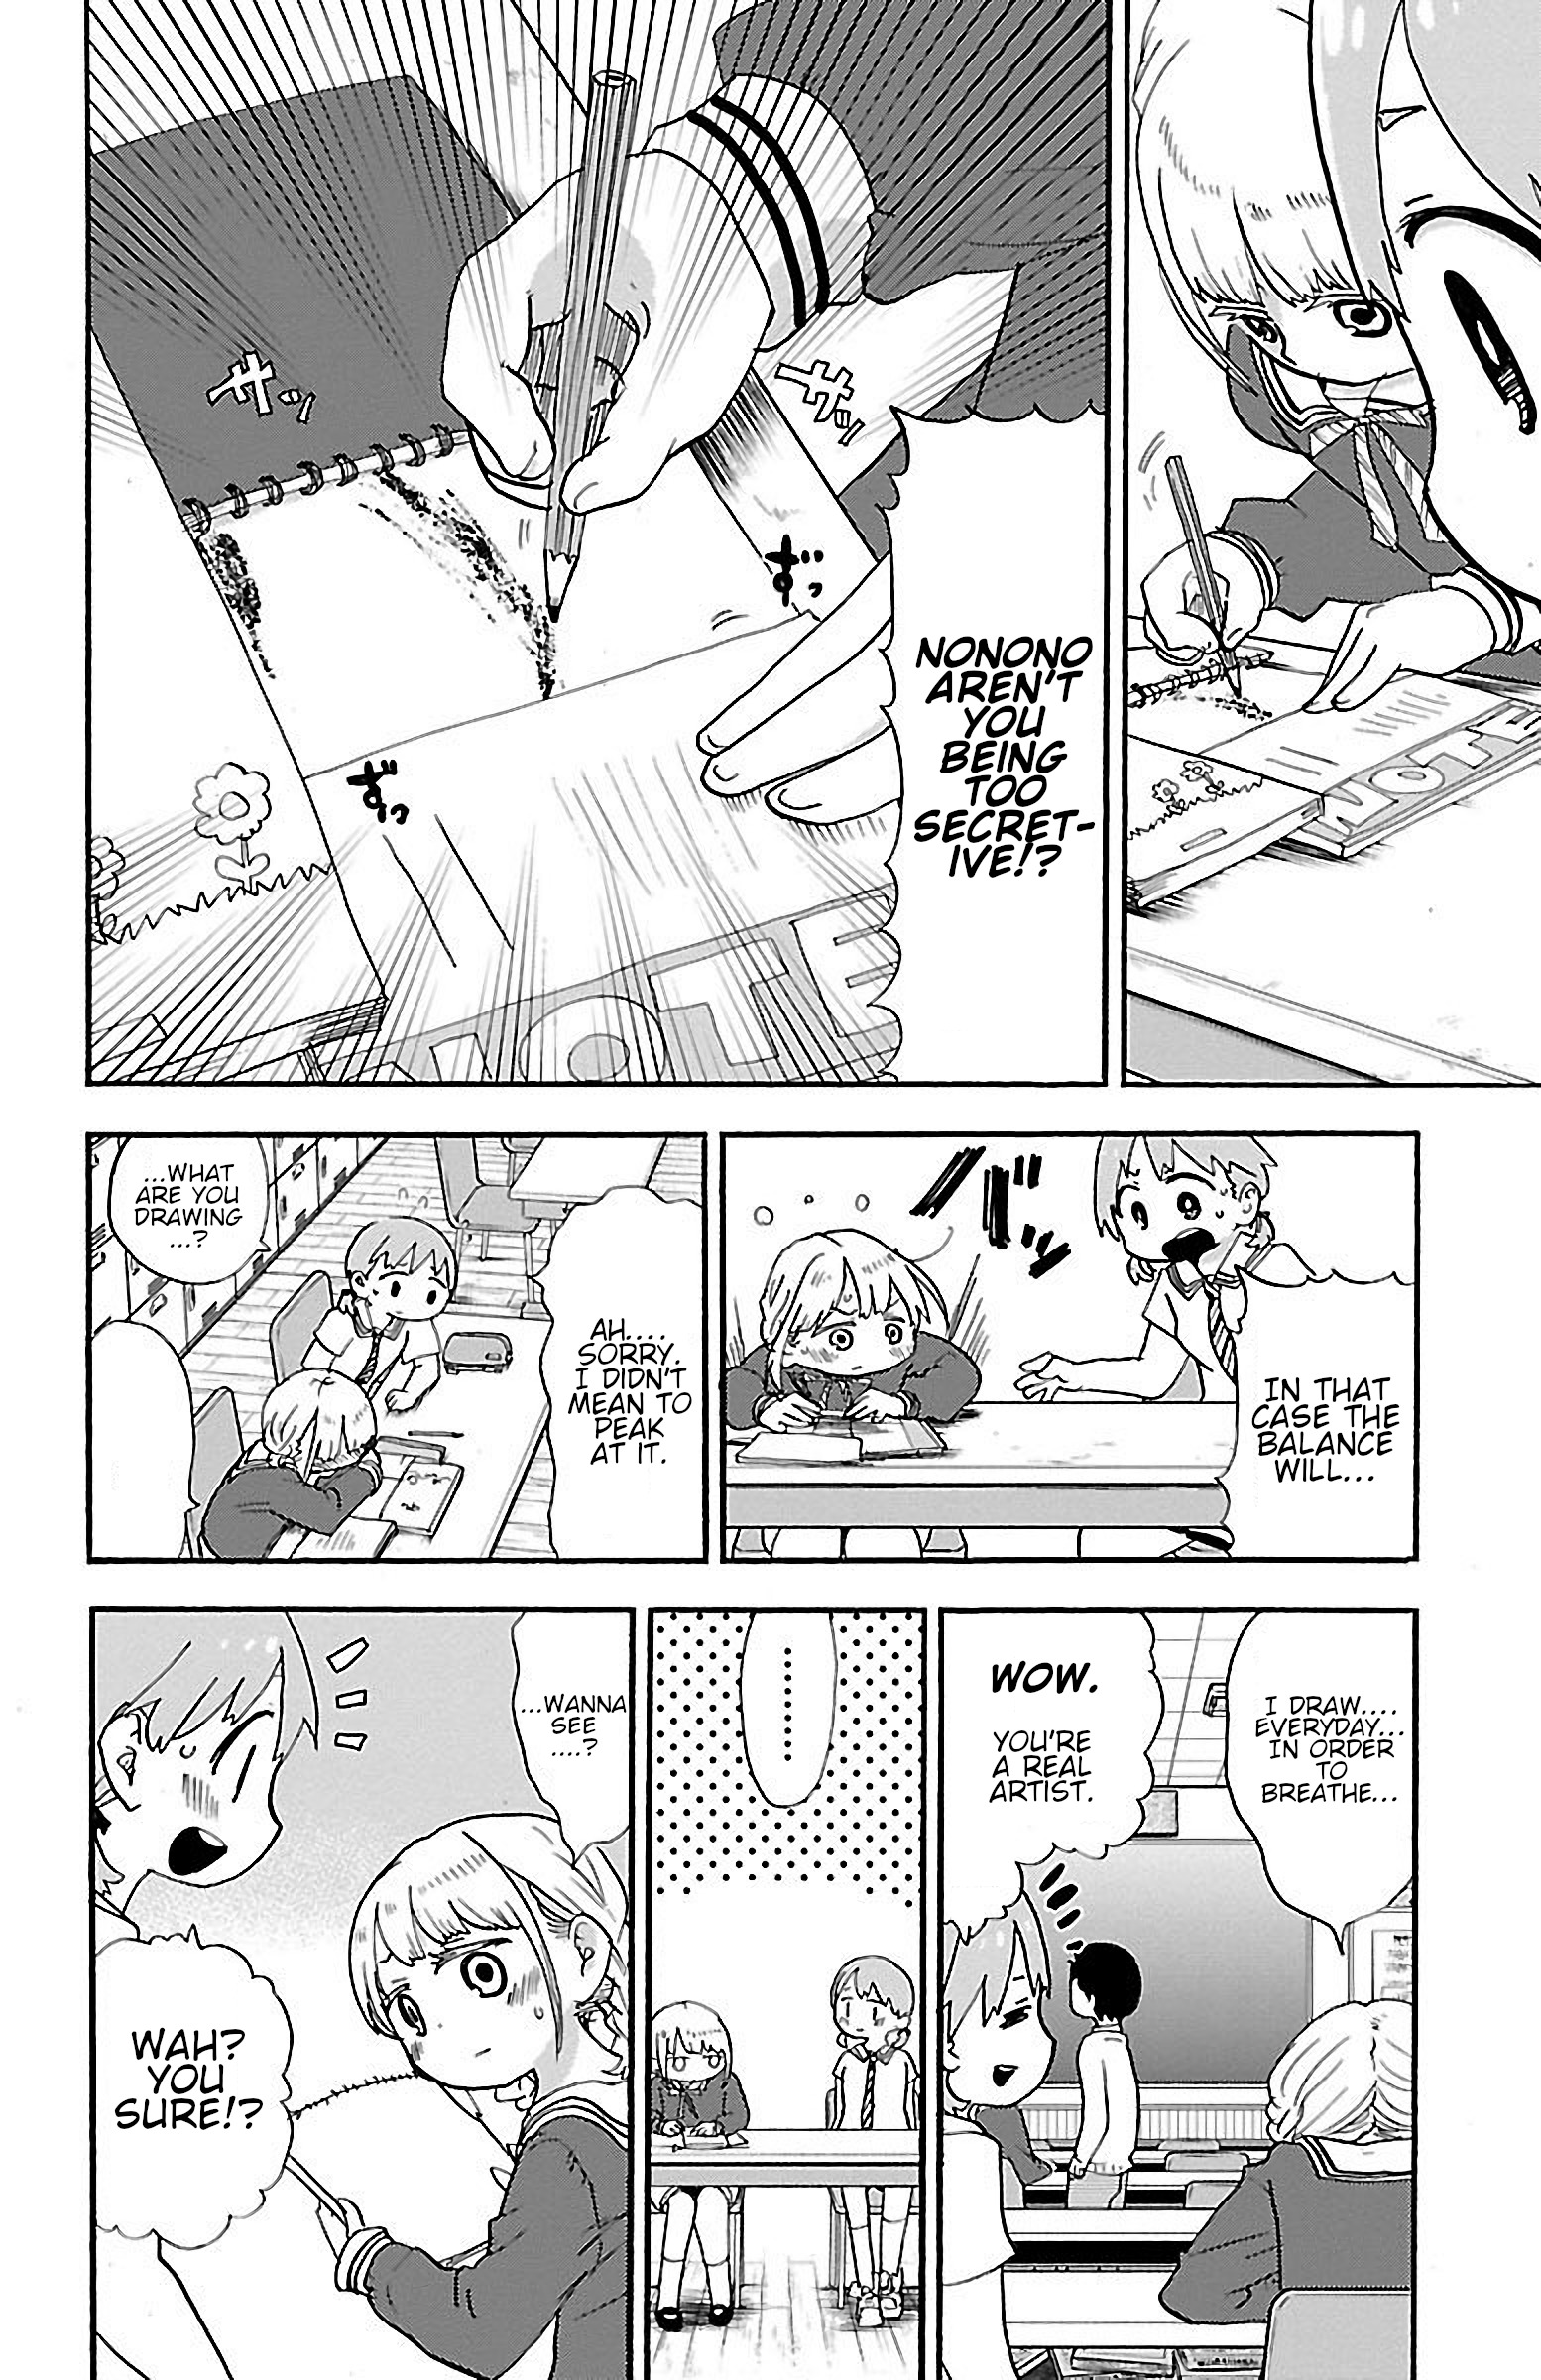 NOTE
NONONO
AREN'T
YOU
BEING
TOO
SECRET-
IVE!?
サッ
サッ
ずっ
ずっ
NOTE
IN THAT
CASE THE
BALANCE
WILL...
バッ
AH....
SORRY.
I DIDN'T
MEAN TO
PEAK
AT IT.
...WHAT
ARE YOU
DRAWING
...?
I DRAW....
EVERYDAY...
IN ORDER
TO
BREATHE...
WOW.
YOU'RE
A REAL
ARTIST.
.........
...WANNA
SEE
....?
WAH?
YOU
SURE!?